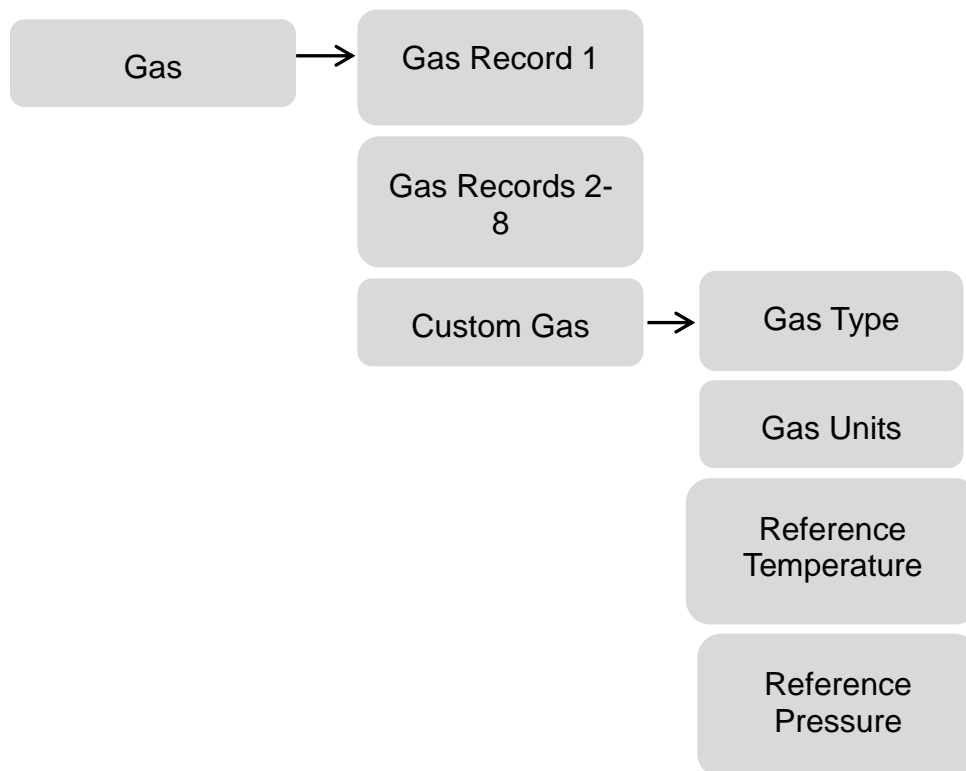 Gas
Gas Record 1
Gas Records 2-
8
Custom Gas
Gas Type
Gas Units
Reference
Temperature
Reference
Pressure